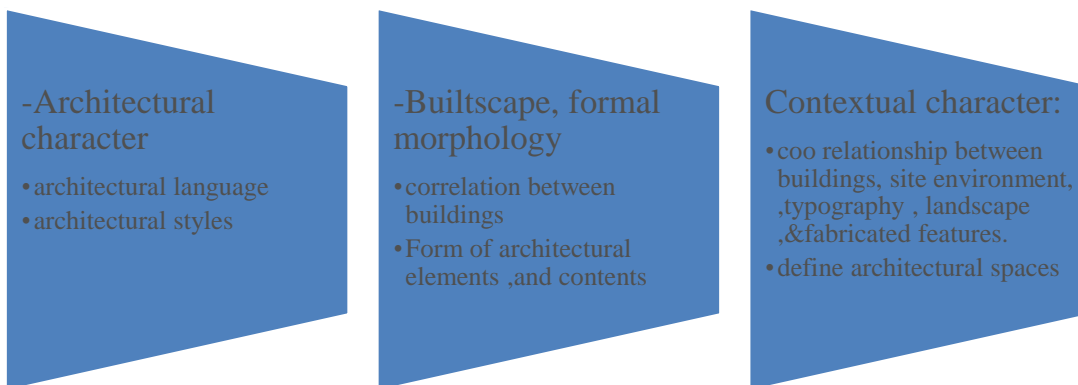 -Architectural
character
•architectural language
•architectural styles
-Builtscape, formal
morphology
•correlation between
buildings
•Form of architectural
elements ,and contents
Contextual character:
•coo relationship between
buildings, site environment,
,typography , landscape
,&fabricated features.
•define architectural spaces